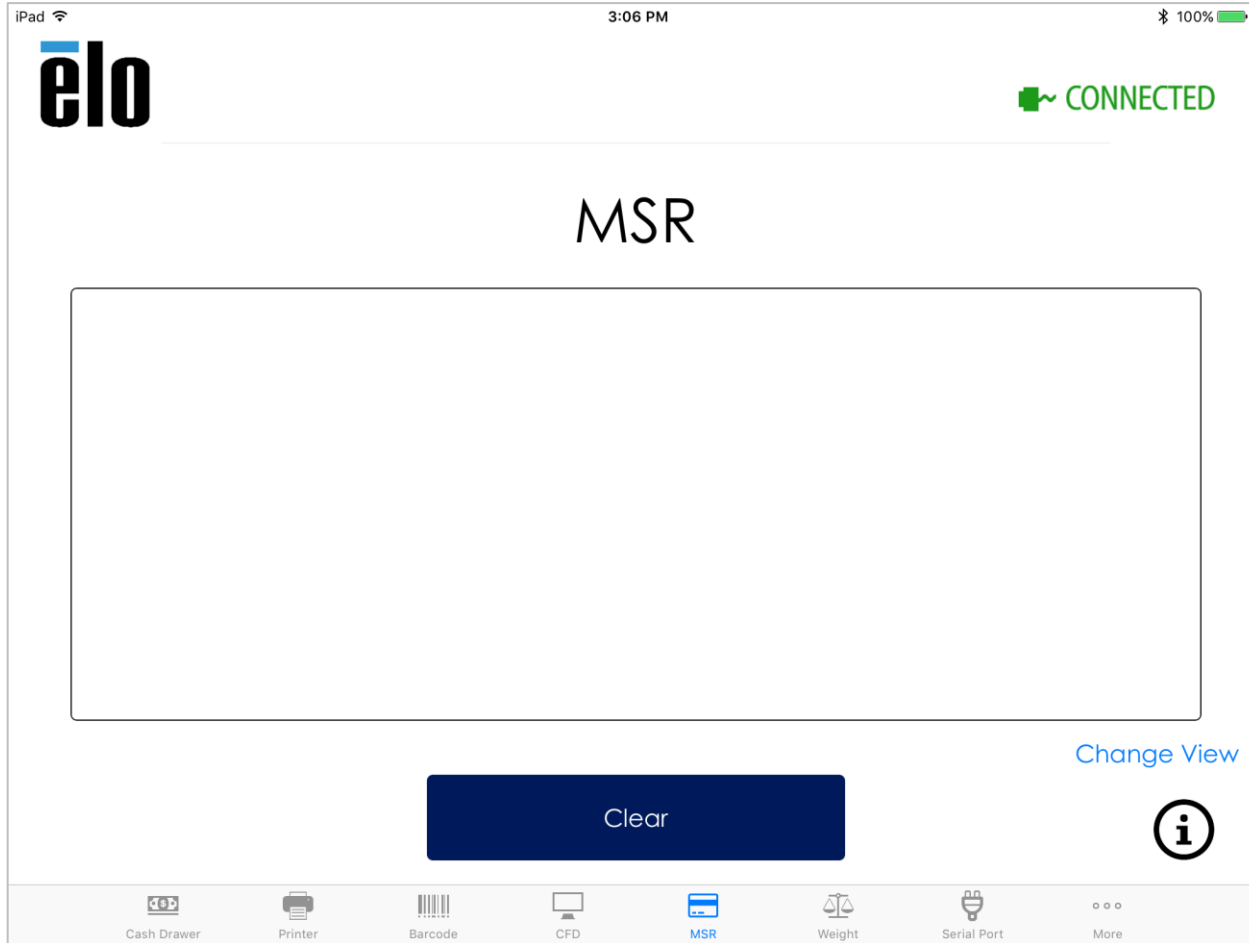 iPad 3:06 PM 100%
elo
CONNECTED
MSR
Change View
Clear
i
Cash Drawer Printer Barcode CFD MSR Weight Serial Port More